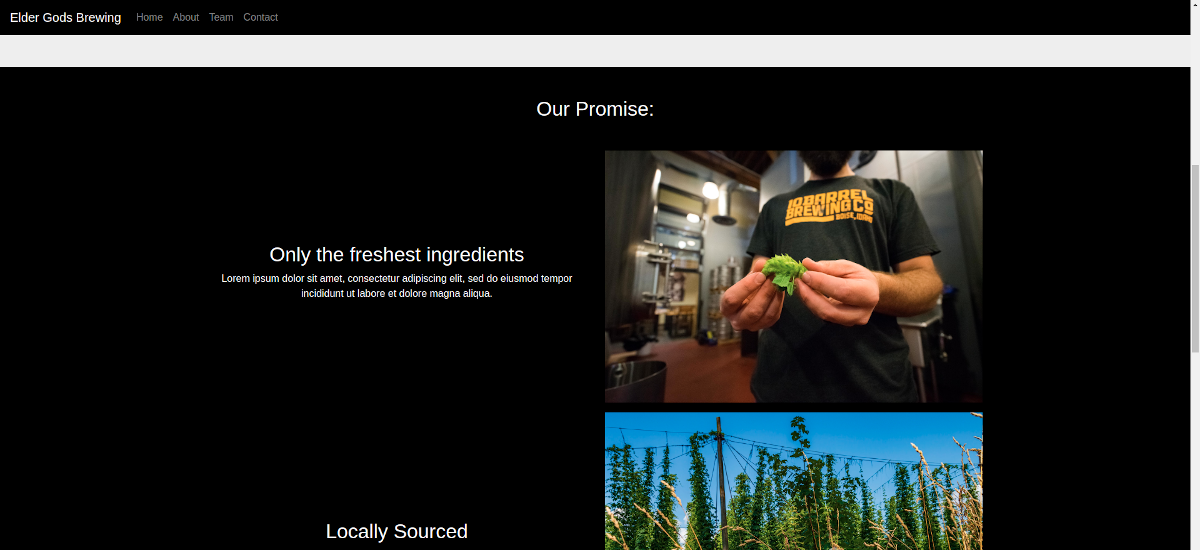 Elder Gods Brewing Home About Team Contact
Our Promise:
10 BARREL
BREWING CO
BOISE, IDAHO
Only the freshest ingredients
Lorem ipsum dolor sit amet, consectetur adipiscing elit, sed do eiusmod tempor
incididunt ut labore et dolore magna aliqua.
Locally Sourced